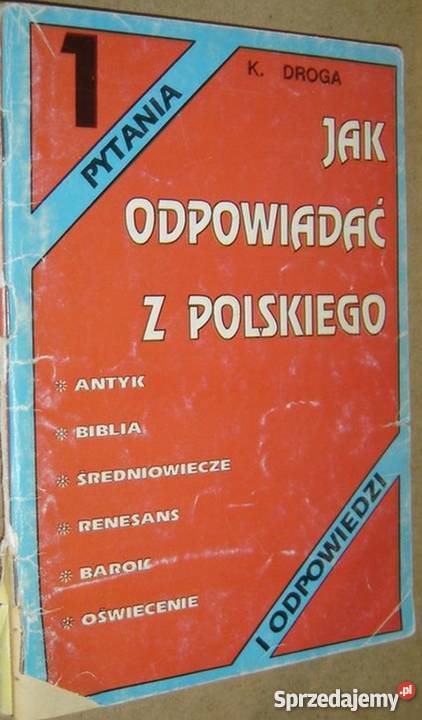 1
PYTANIA
K. DROGA
JAK
ODPOWIADAĆ
Z POLSKIEGO
* ANTYK
* BIBLIA
* ŚREDNIOWIECZE
* RENESANS
* BAROK
* OŚWIECENIE
I ODPOWIEDZI
Sprzedajemy.pl